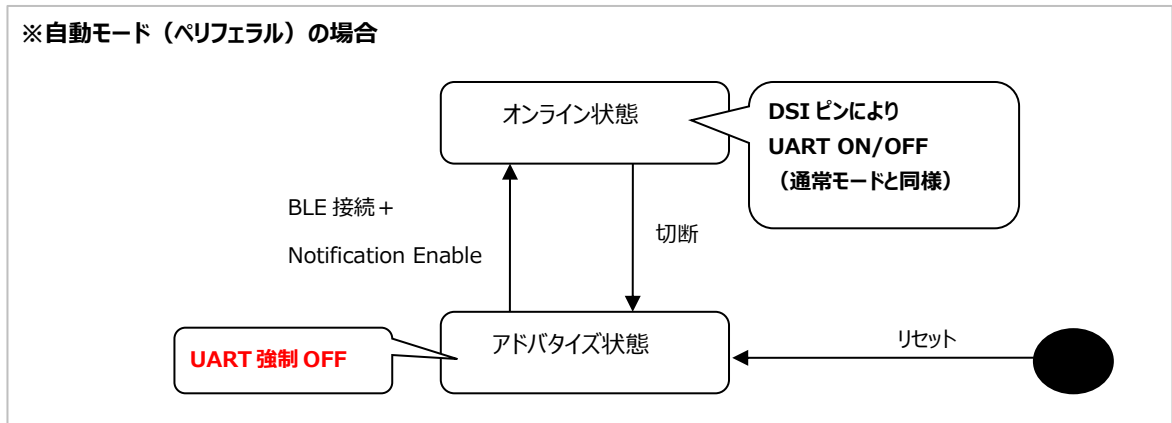 ※自動モード（ペリフェラル）の場合
オンライン状態
DSI ピンにより
UART ON/OFF
（通常モードと同様）
BLE 接続＋
Notification Enable
切断
UART 強制 OFF
アドバタイズ状態
リセット